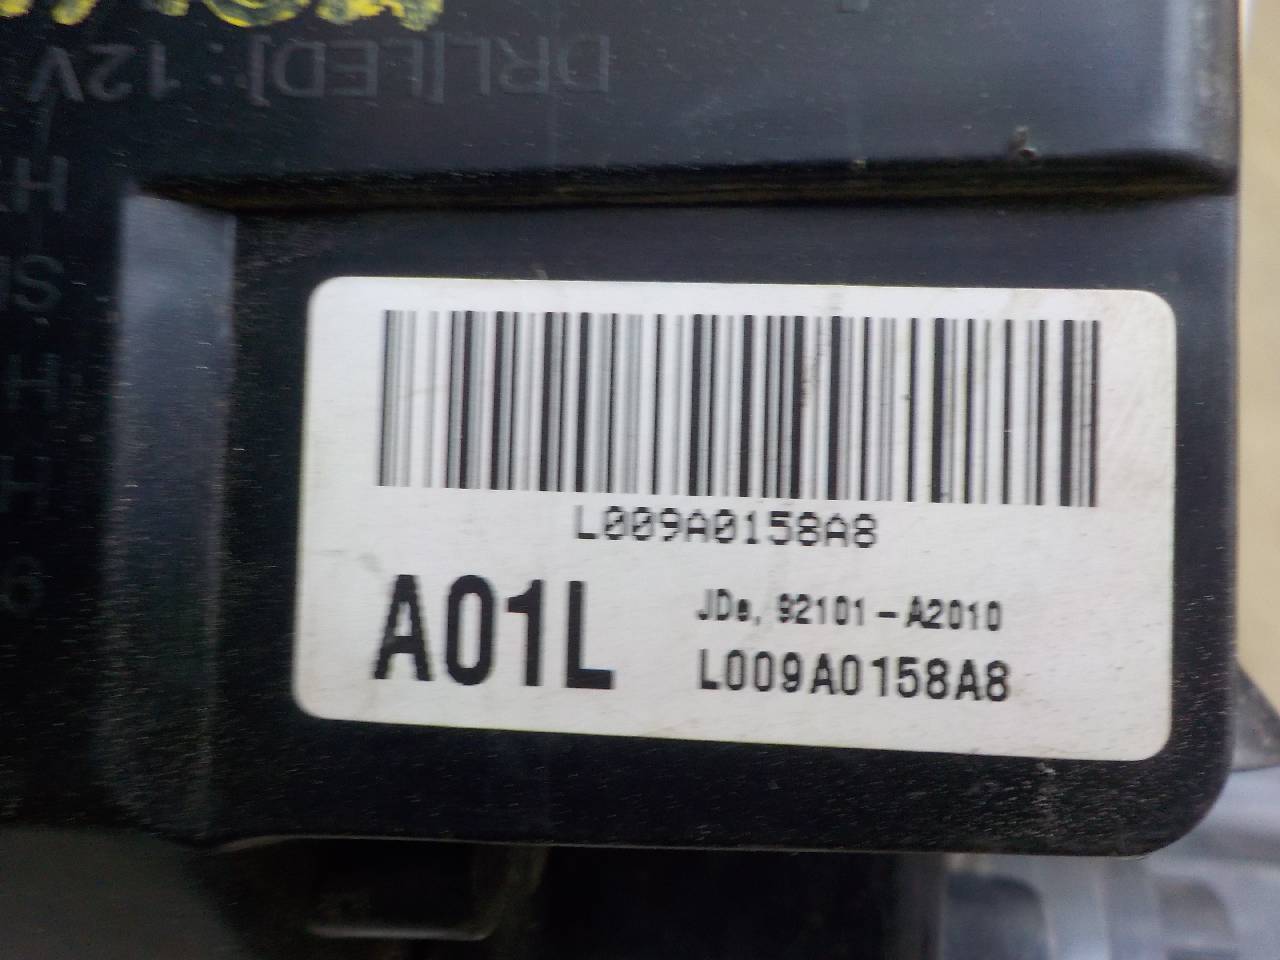 DRL[LED] : 12V
L009A0158A8
A01L
JDe, 92101-A2010
L009A0158A8